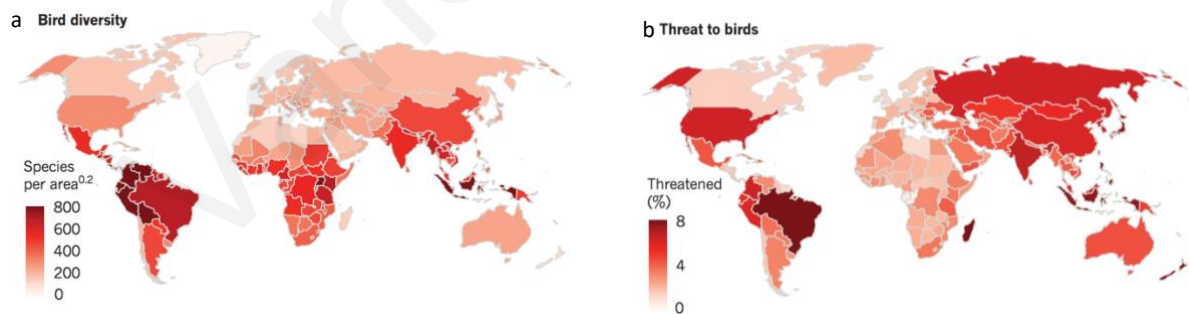 a Bird diversity
Species
per area0.2
800
600
400
200
0
b Threat to birds
Threatened
(%)
8
4
0